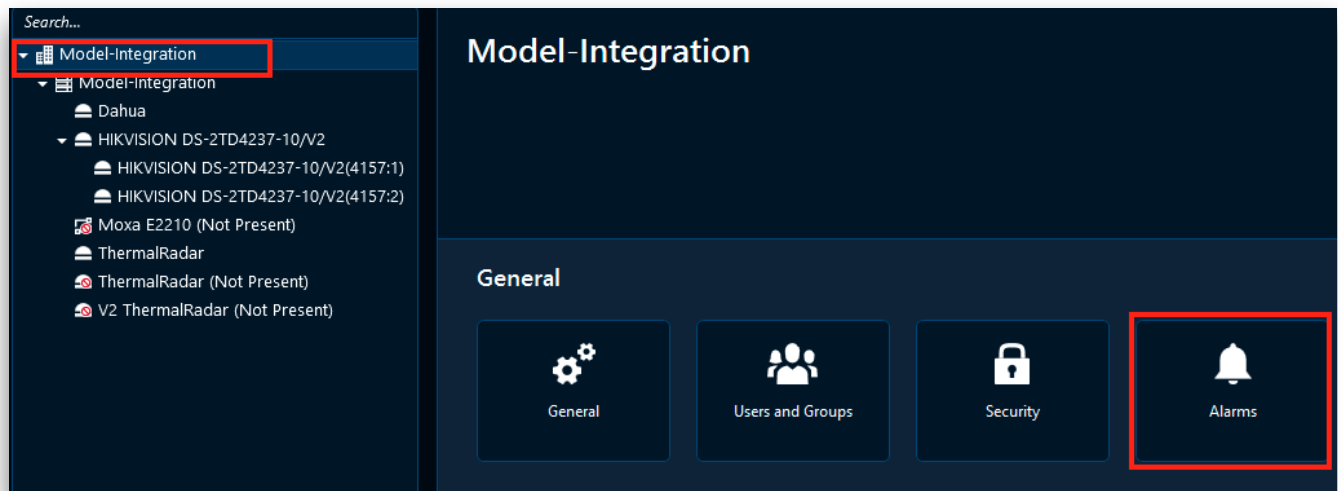 Search...
Model-Integration
Model-Integration
Dahua
HIKVISION DS-2TD4237-10/V2
HIKVISION DS-2TD4237-10/V2(4157:1)
HIKVISION DS-2TD4237-10/V2(4157:2)
Moxa E2210 (Not Present)
ThermalRadar
ThermalRadar (Not Present)
V2 ThermalRadar (Not Present)
Model-Integration
General
General
Users and Groups
Security
Alarms